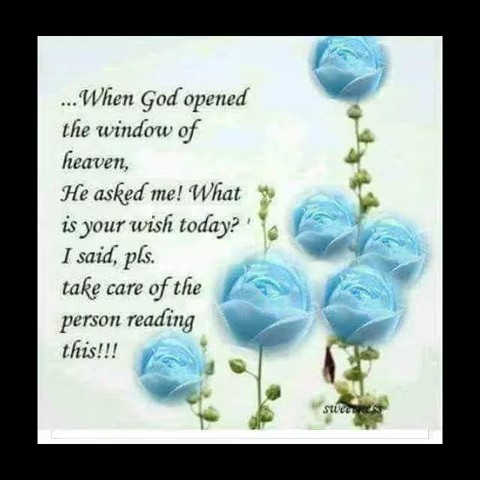 ...When God opened
the window of
heaven,
He asked me! What
is your wish today? '
I said, pls.
take care of the
person reading
this!!!
sweetness